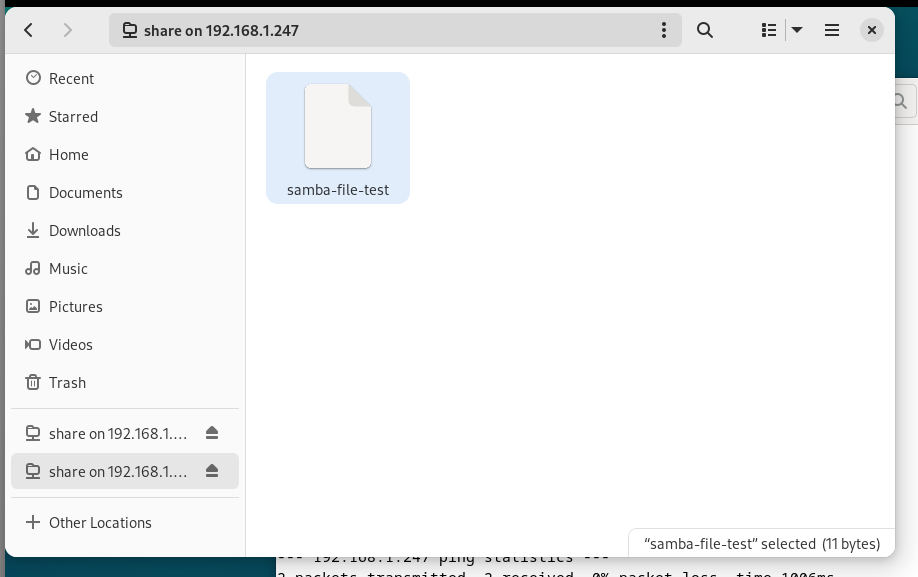 share on 192.168.1.247
Recent
Starred
Home
Documents
Downloads
Music
Pictures
Videos
Trash
share on 192.168.1....
share on 192.168.1....
Other Locations
samba-file-test
“samba-file-test” selected (11 bytes)
--- 192.168.1.247 ping statistics ---
2 packets transmitted, 2 received, 0% packet loss, time 1006ms